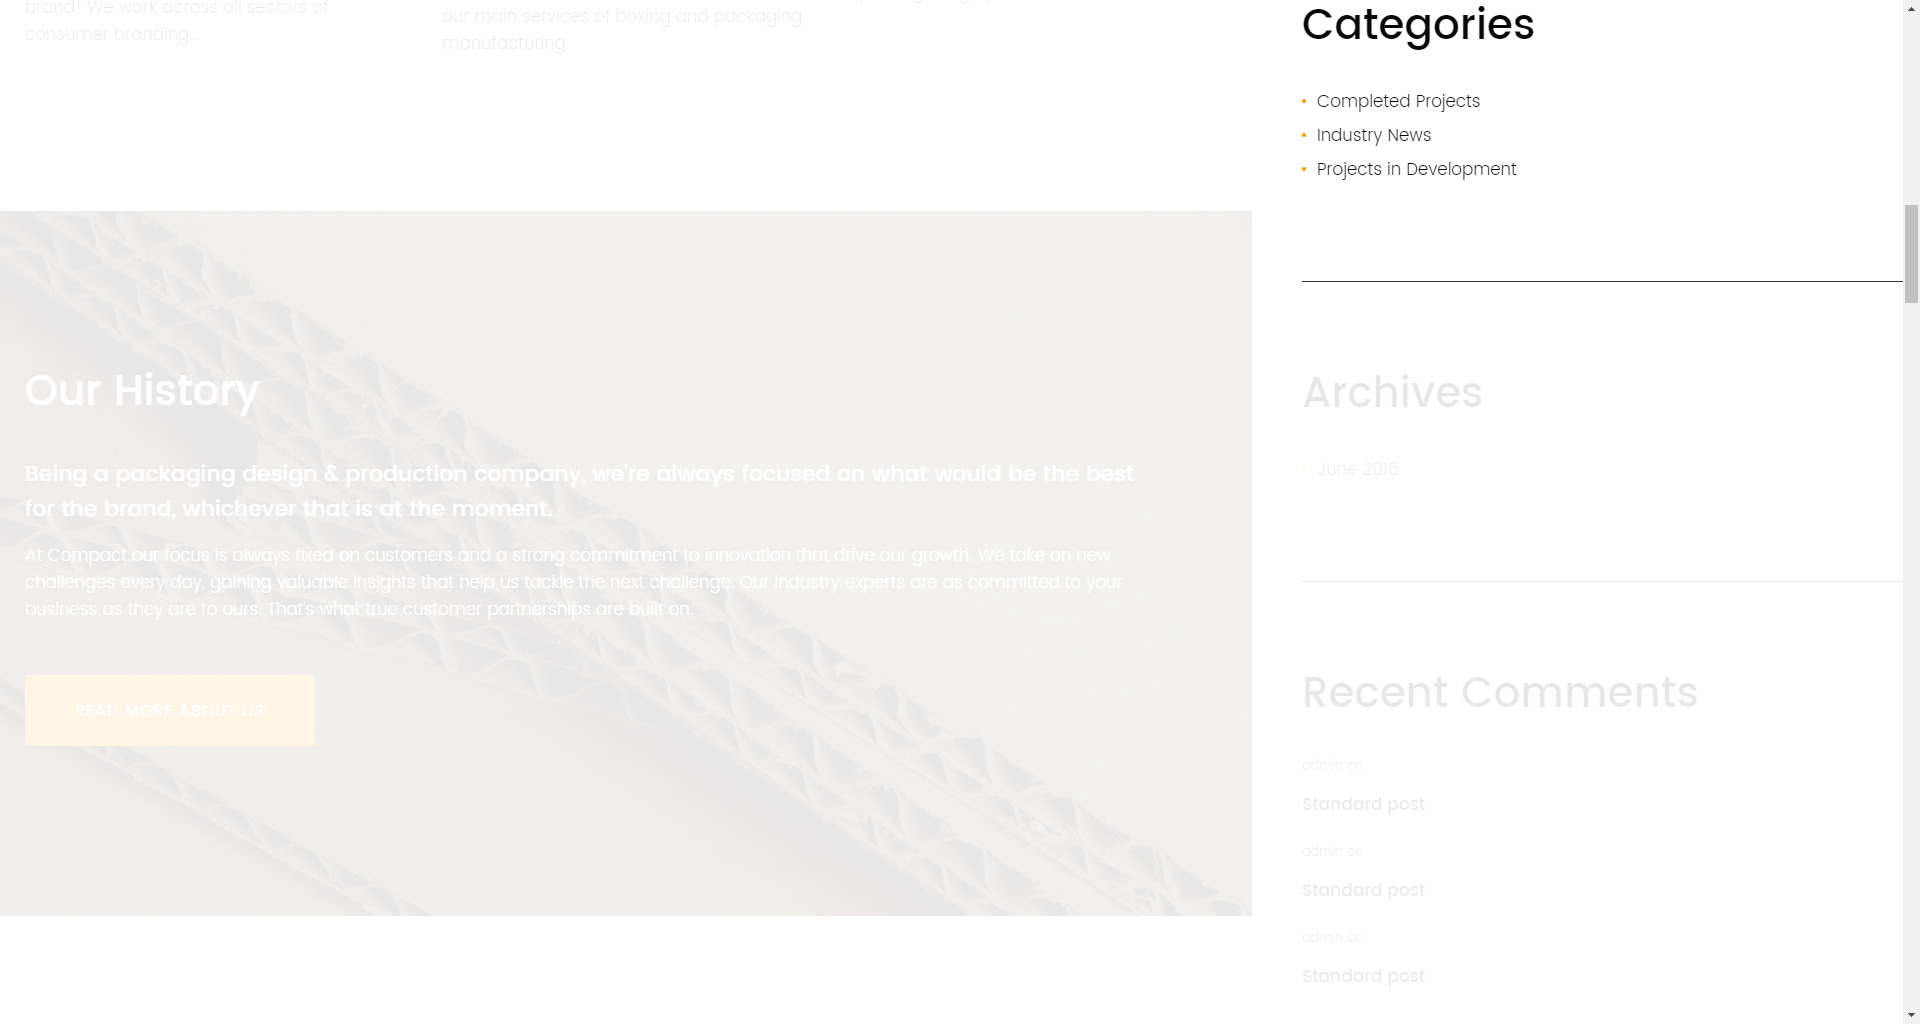 brand! We work across all sectors of
consumer branding...
our main services of boxing and packaging
manufacturing.
Our History
Being a packaging design & production company, we're always focused on what would be the best
for the brand, whichever that is at the moment.
At Compact our focus is always fixed on customers and a strong commitment to innovation that drive our growth. We take on new
challenges every day, gaining valuable insights that help us tackle the next challenge. Our industry experts are as committed to your
business as they are to ours. That's what true customer partnerships are built on.
READ MORE ABOUT US
Categories
Completed Projects
Industry News
Projects in Development
Archives
June 2016
Recent Comments
admin on
Standard post
admin on
Standard post
admin on
Standard post